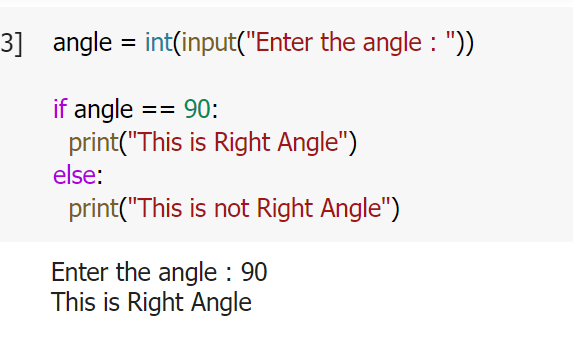 3] angle = int(input("Enter the angle : "))
if angle == 90:
print("This is Right Angle")
else:
print("This is not Right Angle")
Enter the angle : 90
This is Right Angle